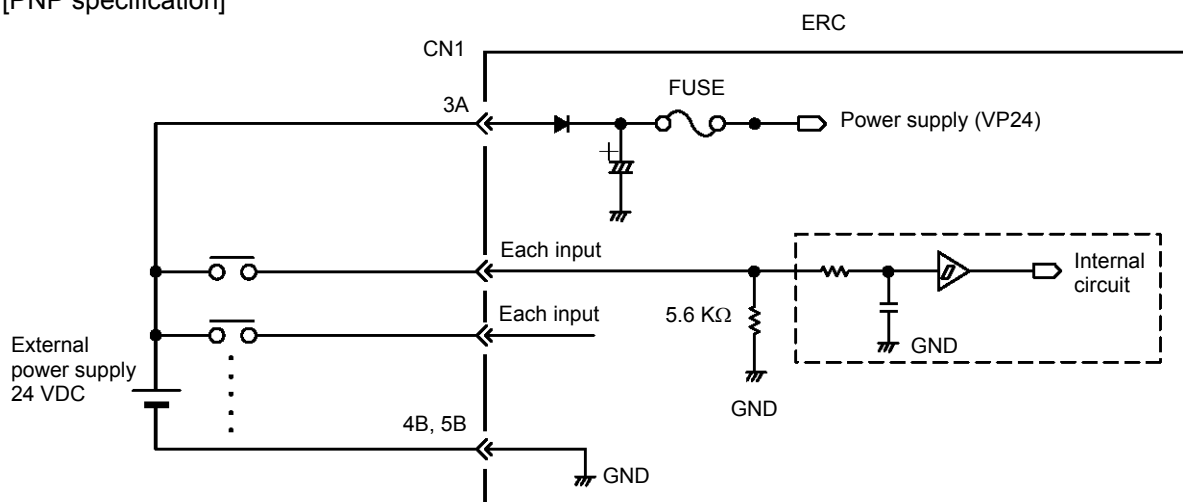 [PNP specification]
ERC
CN1
FUSE
3A
Power supply (VP24)
Each input
Internal
circuit
5.6 KΩ
Each input
GND
External
power supply
24 VDC
GND
4B, 5B
GND